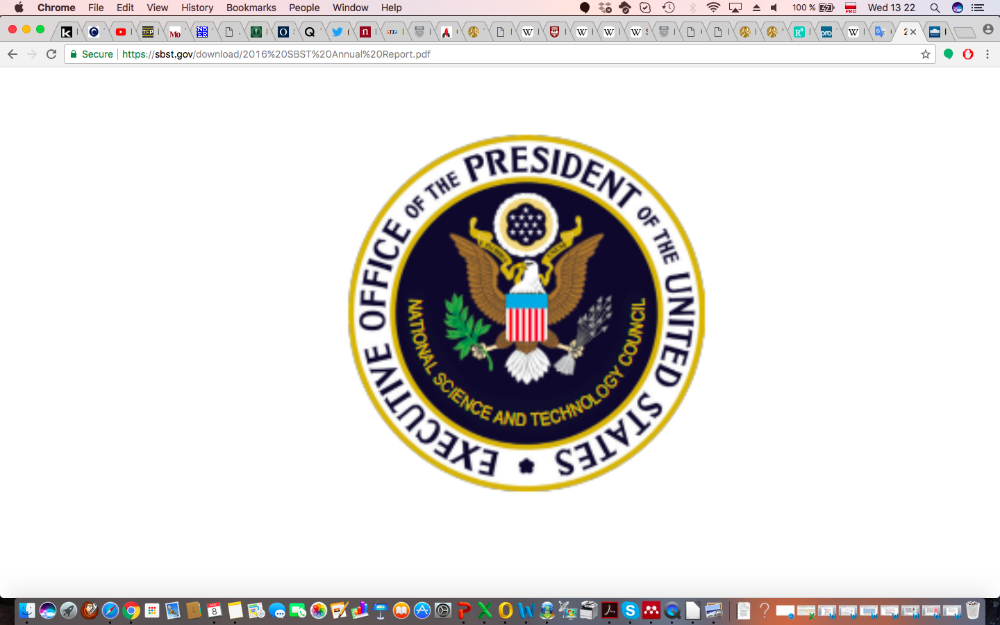 Chrome File Edit View History Bookmarks People Window Help 100 % PRO Wed 13 22
Secure https://sbst.gov/download/2016%20SBST%20Annual%20Report.pdf
EXECUTIVE OFFICE OF THE PRESIDENT OF THE UNITED STATES
NATIONAL SCIENCE AND TECHNOLOGY COUNCIL